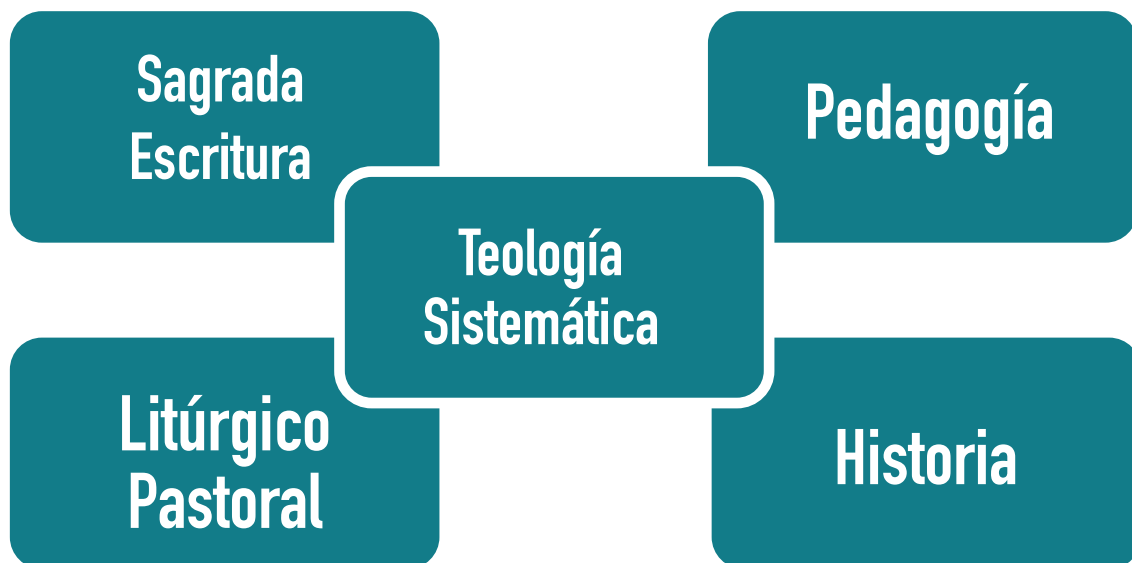 Sagrada
Escritura
Pedagogía
Teología
Sistemática
Litúrgico
Pastoral
Historia